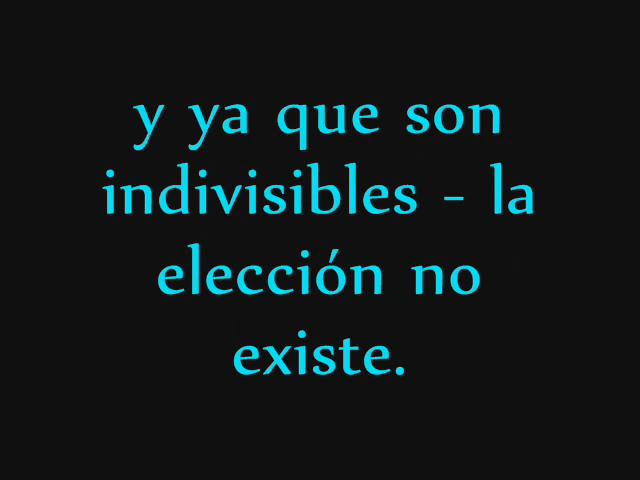 y ya que son
indivisibles - la
elección no
existe.